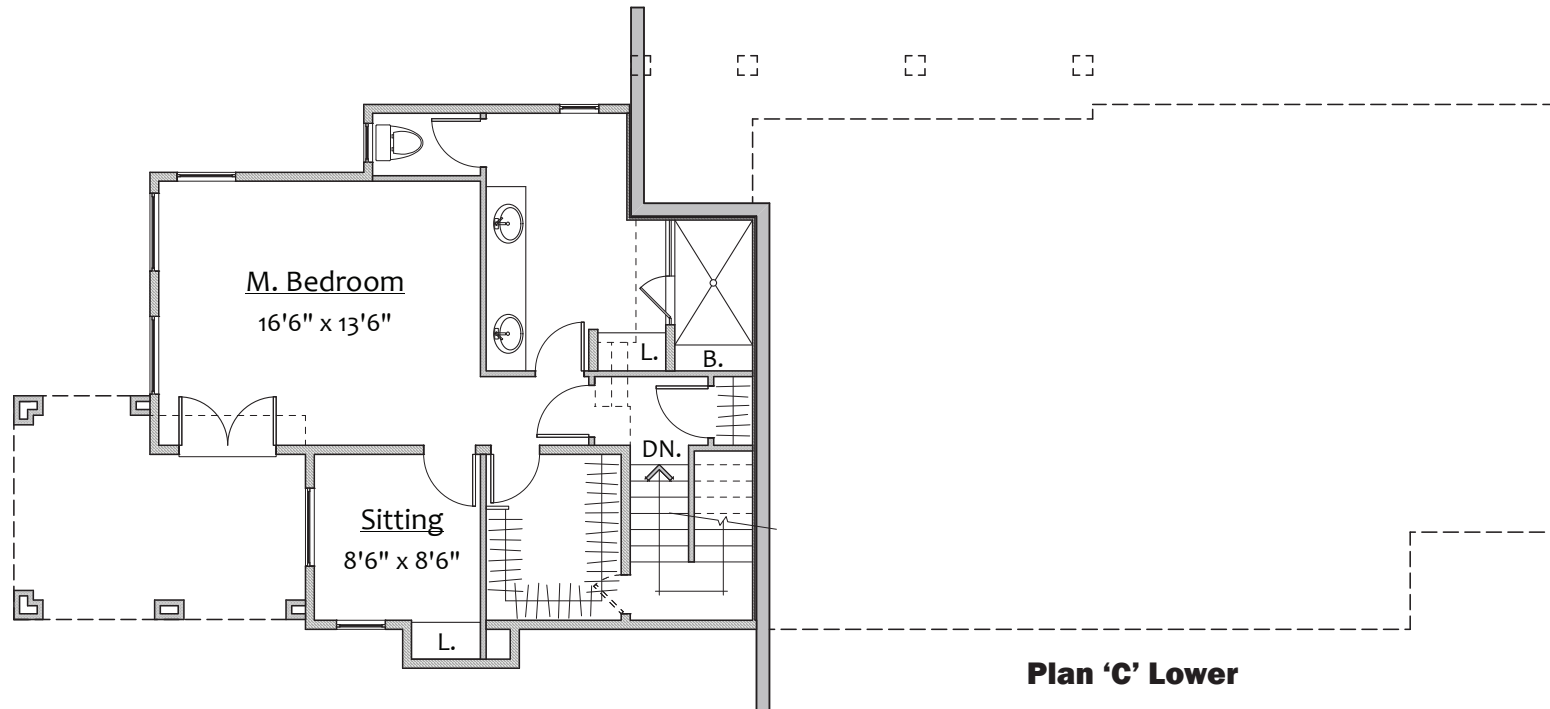 M. Bedroom
16'6" x 13'6"
L.
B.
DN.
Sitting
8'6" x 8'6"
L.
Plan ‘C’ Lower